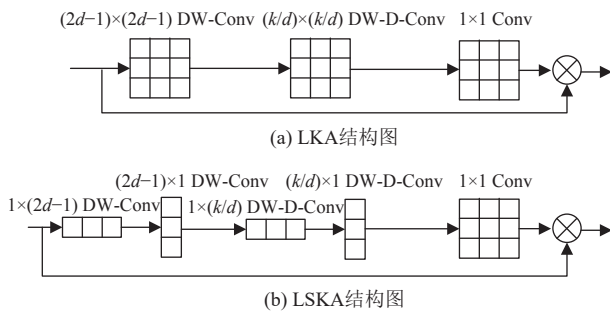 (2d−1)×(2d−1) DW-Conv (k/d)×(k/d) DW-D-Conv 1×1 Conv
(a) LKA结构图
(2d−1)×1 DW-Conv (k/d)×1 DW-D-Conv 1×1 Conv
1×(2d−1) DW-Conv 1×(k/d) DW-D-Conv
(b) LSKA结构图